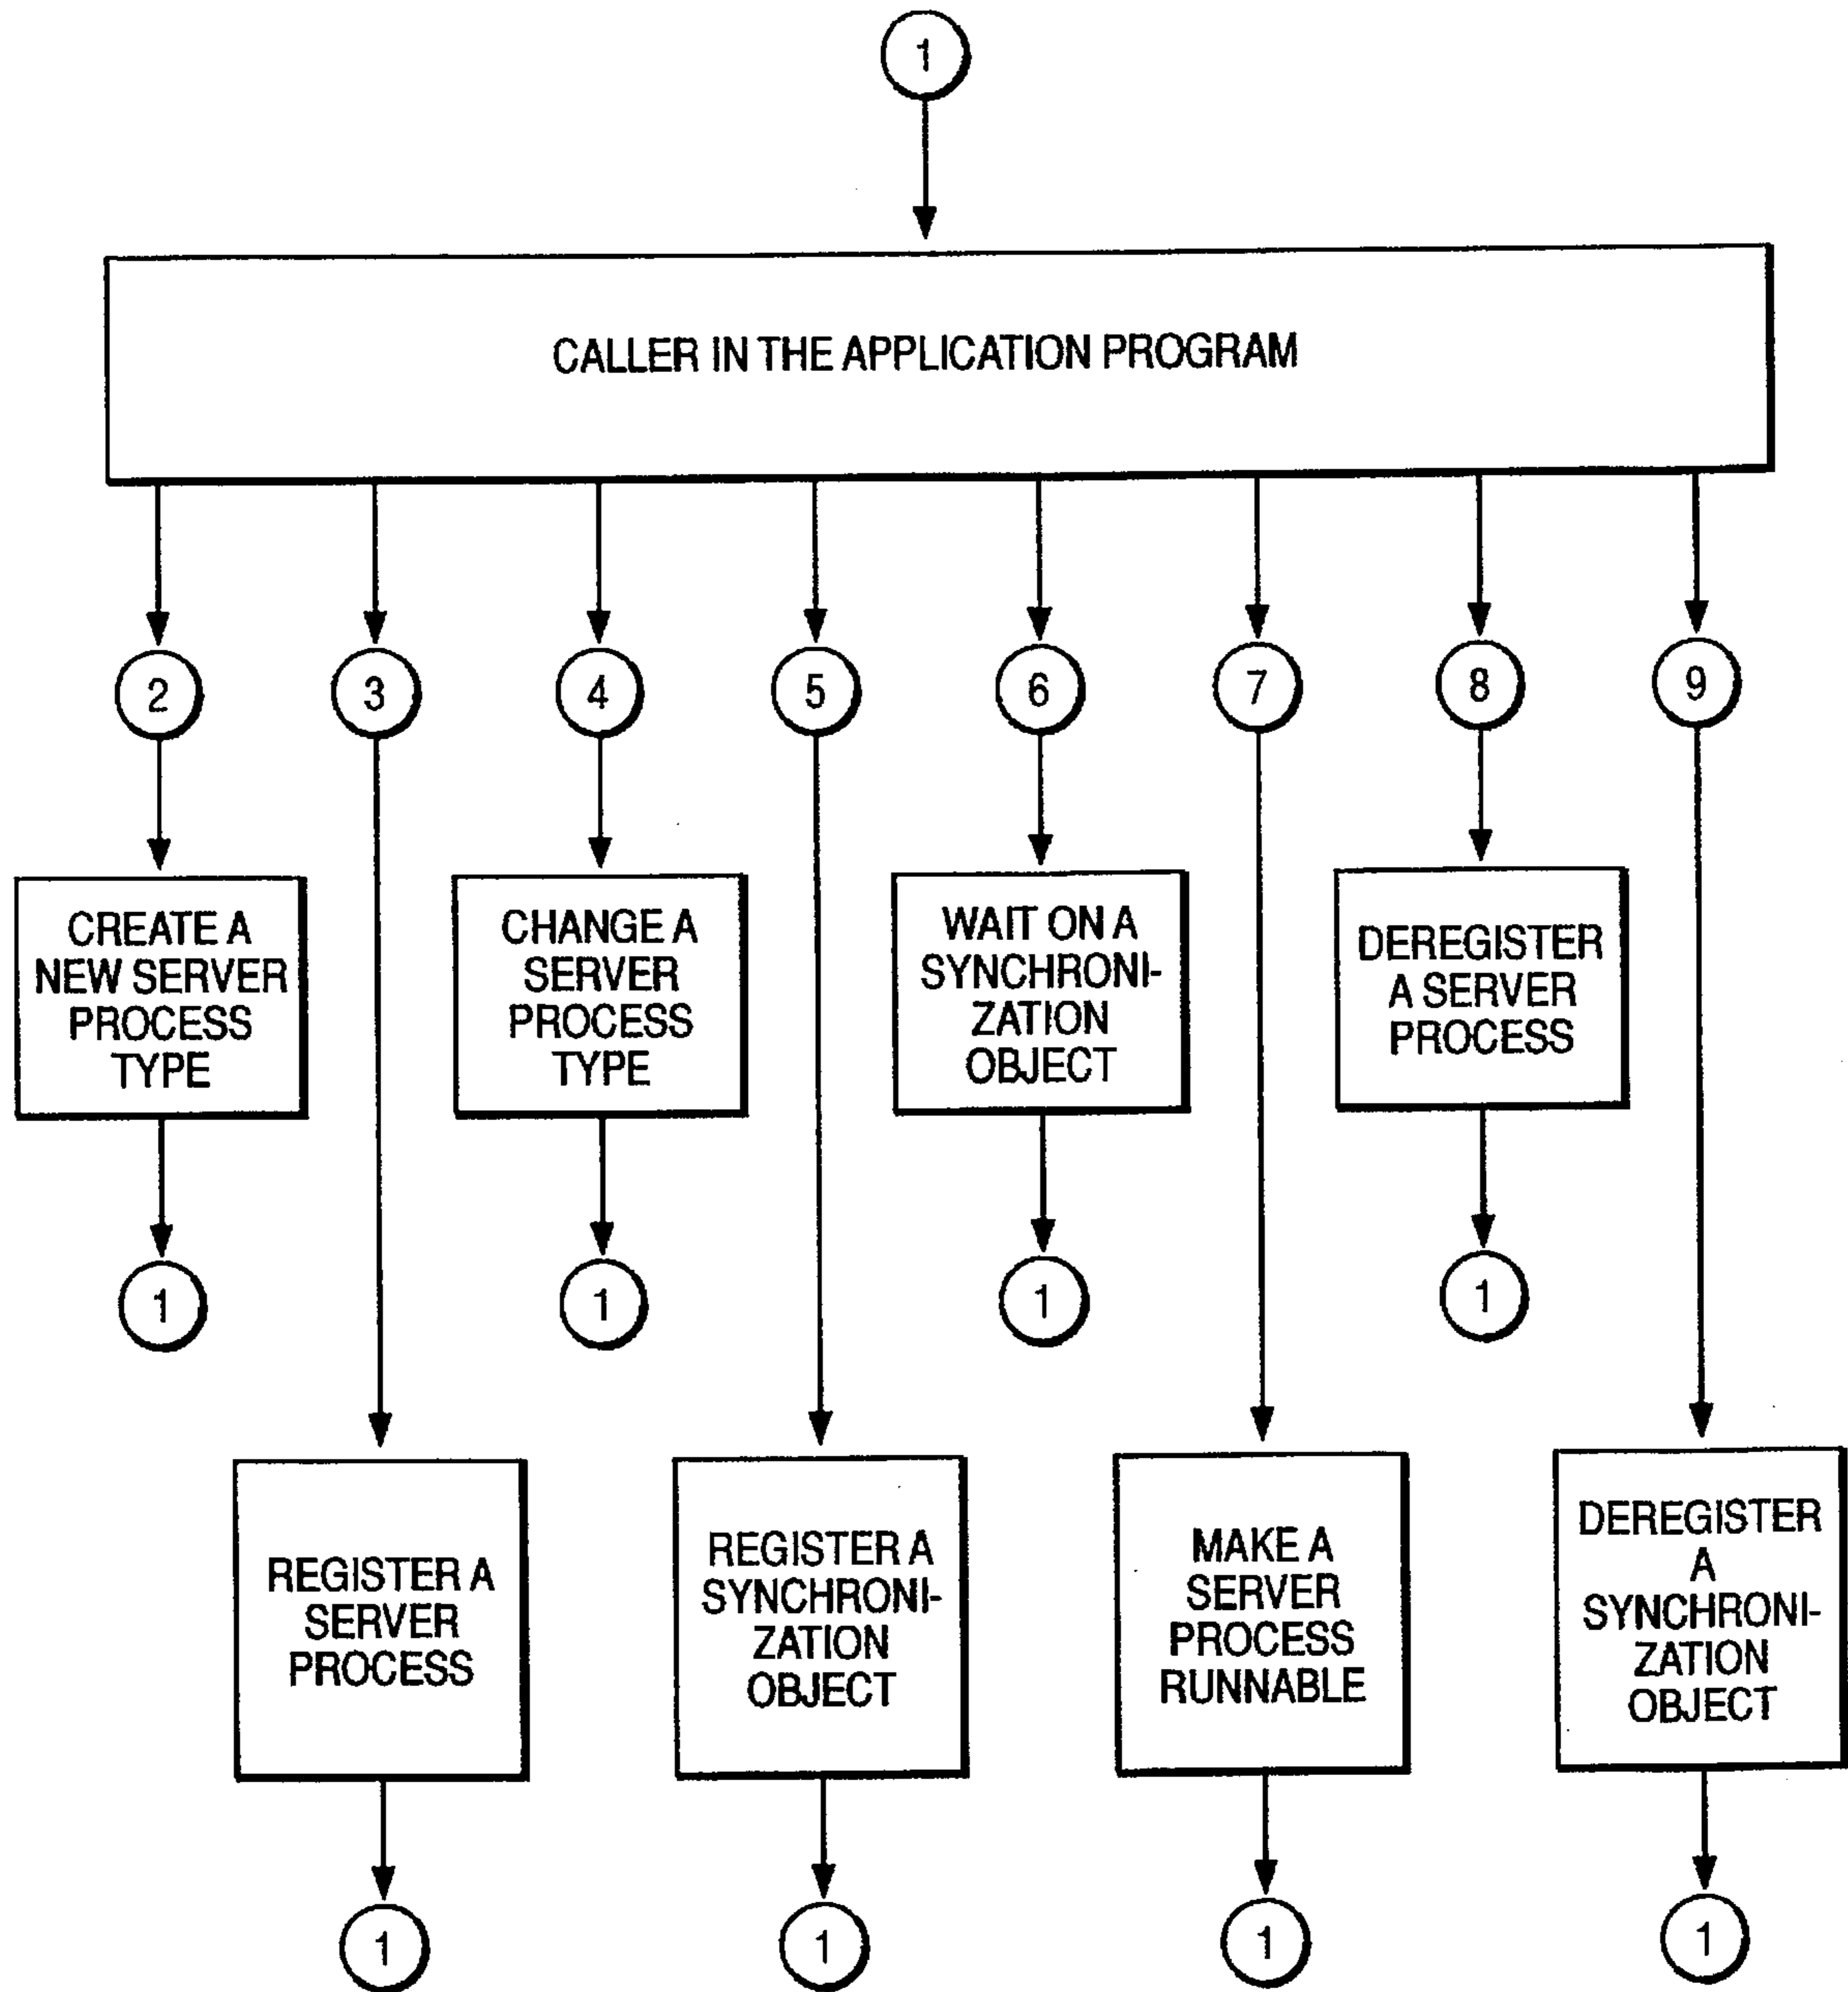 1
CALLER IN THE APPLICATION PROGRAM
2
3
4
5
6
7
8
9
CREATE A
NEW SERVER
PROCESS
TYPE
CHANGE A
SERVER
PROCESS
TYPE
WAIT ON A
SYNCHRONI-
ZATION
OBJECT
DEREGISTER
A SERVER
PROCESS
1
1
1
1
REGISTER A
SERVER
PROCESS
REGISTER A
SYNCHRONI-
ZATION
OBJECT
MAKE A
SERVER
PROCESS
RUNNABLE
DEREGISTER
A
SYNCHRONI-
ZATION
OBJECT
1
1
1
1